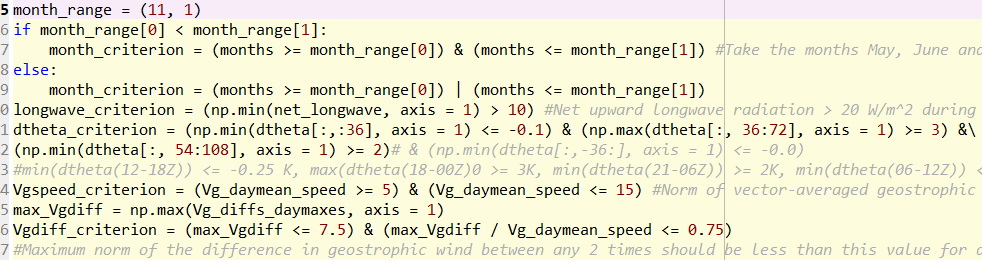 5 month_range = (11, 1)
6 if month_range[0] < month_range[1]:
7     month_criterion = (months >= month_range[0]) & (months <= month_range[1]) #Take the months May, June and
8 else:
9     month_criterion = (months >= month_range[0]) | (months <= month_range[1])
0 longwave_criterion = (np.min(net_longwave, axis = 1) > 10) #Net upward longwave radiation > 20 W/m^2 during
1 dtheta_criterion = (np.min(dtheta[:,:36], axis = 1) <= -0.1) & (np.max(dtheta[:, 36:72], axis = 1) >= 3) &\
2 (np.min(dtheta[:, 54:108], axis = 1) >= 2)# & (np.min(dtheta[:,-36:], axis = 1) <= -0.0)
3 #min(dtheta(12-18Z)) <= -0.25 K, max(dtheta(18-00Z)0 >= 3K, min(dtheta(21-06Z)) >= 2K, min(dtheta(06-12Z)) <
4 Vgspeed_criterion = (Vg_daymean_speed >= 5) & (Vg_daymean_speed <= 15) #Norm of vector-averaged geostrophic
5 max_Vgdiff = np.max(Vg_diffs_daymaxes, axis = 1)
6 Vgdiff_criterion = (max_Vgdiff <= 7.5) & (max_Vgdiff / Vg_daymean_speed <= 0.75)
7 #Maximum norm of the difference in geostrophic wind between any 2 times should be less than this value for